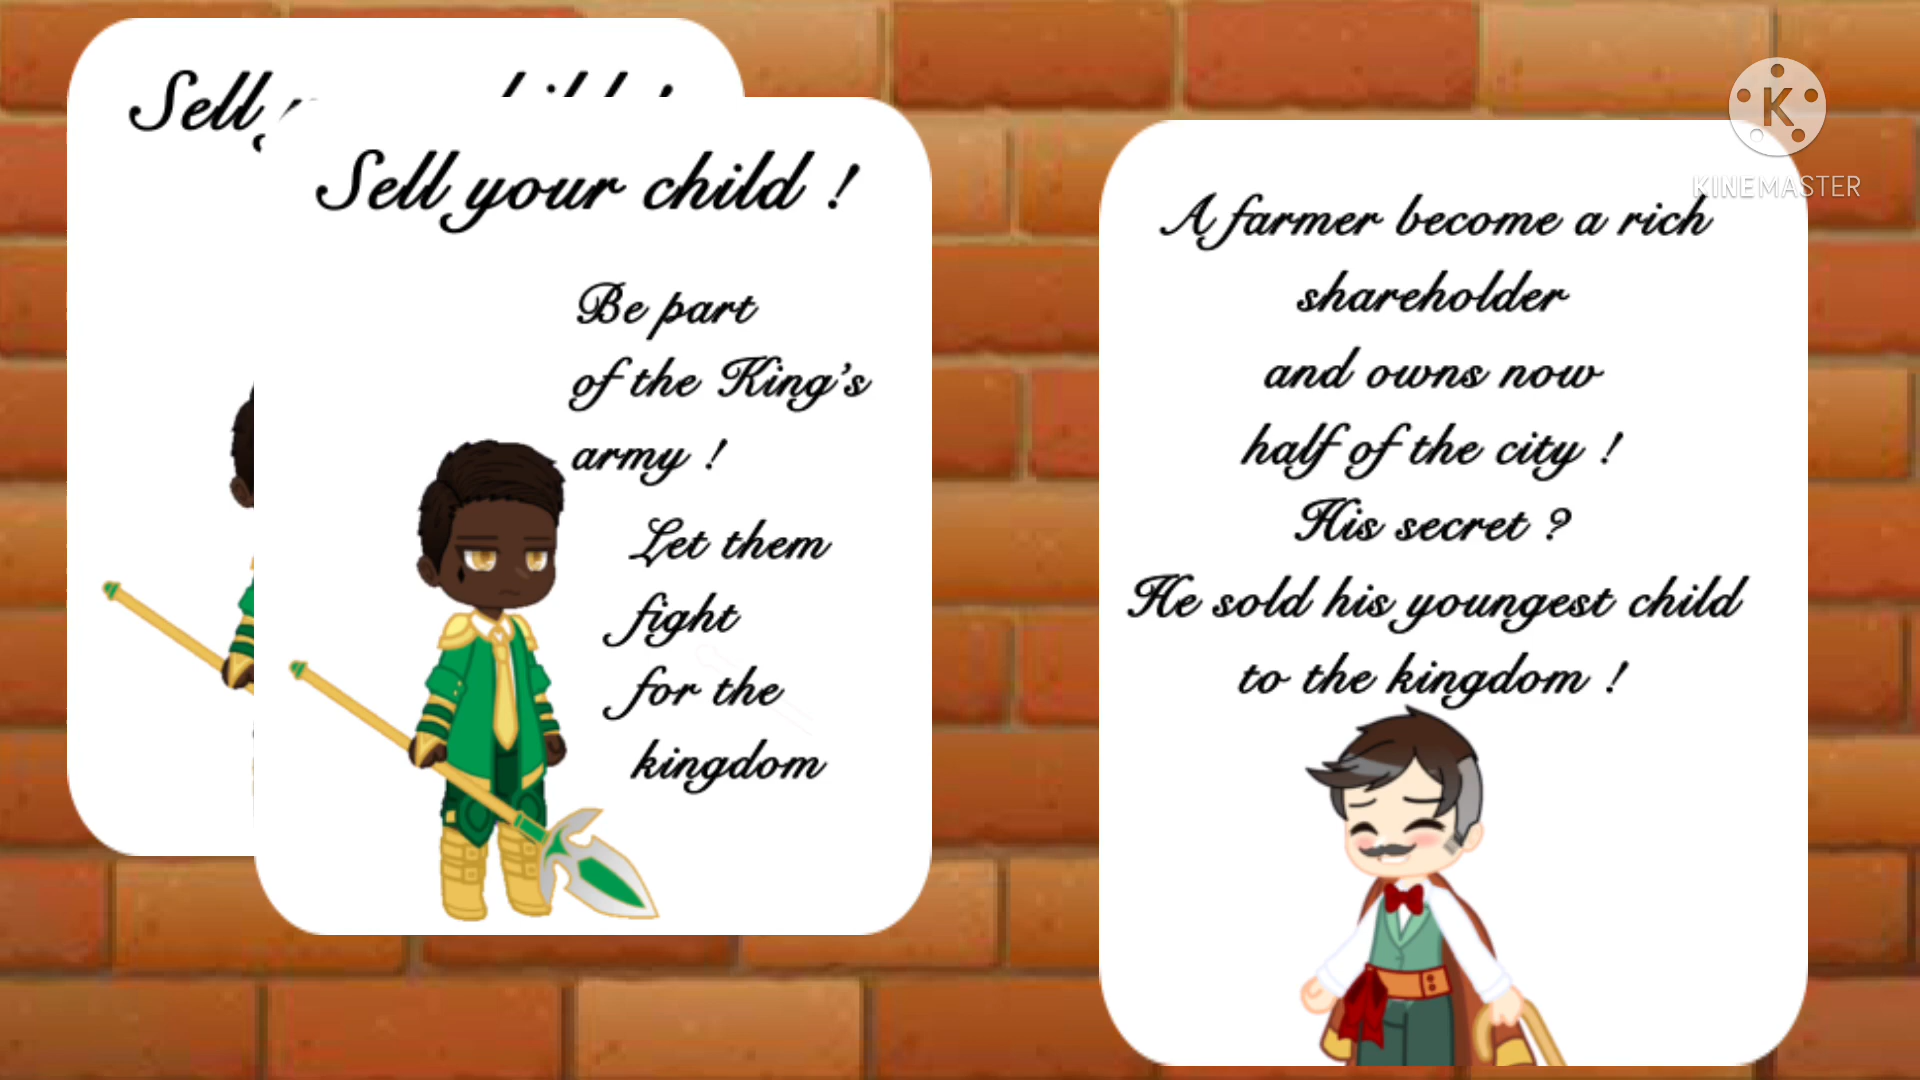 Sell
Sell your child !
Be part
of the King's
army !
Let them
fight
for the
kingdom
A farmer become a rich
shareholder
and owns now
half of the city !
His secret ?
He sold his youngest child
to the kingdom !
K
KINEMASTER